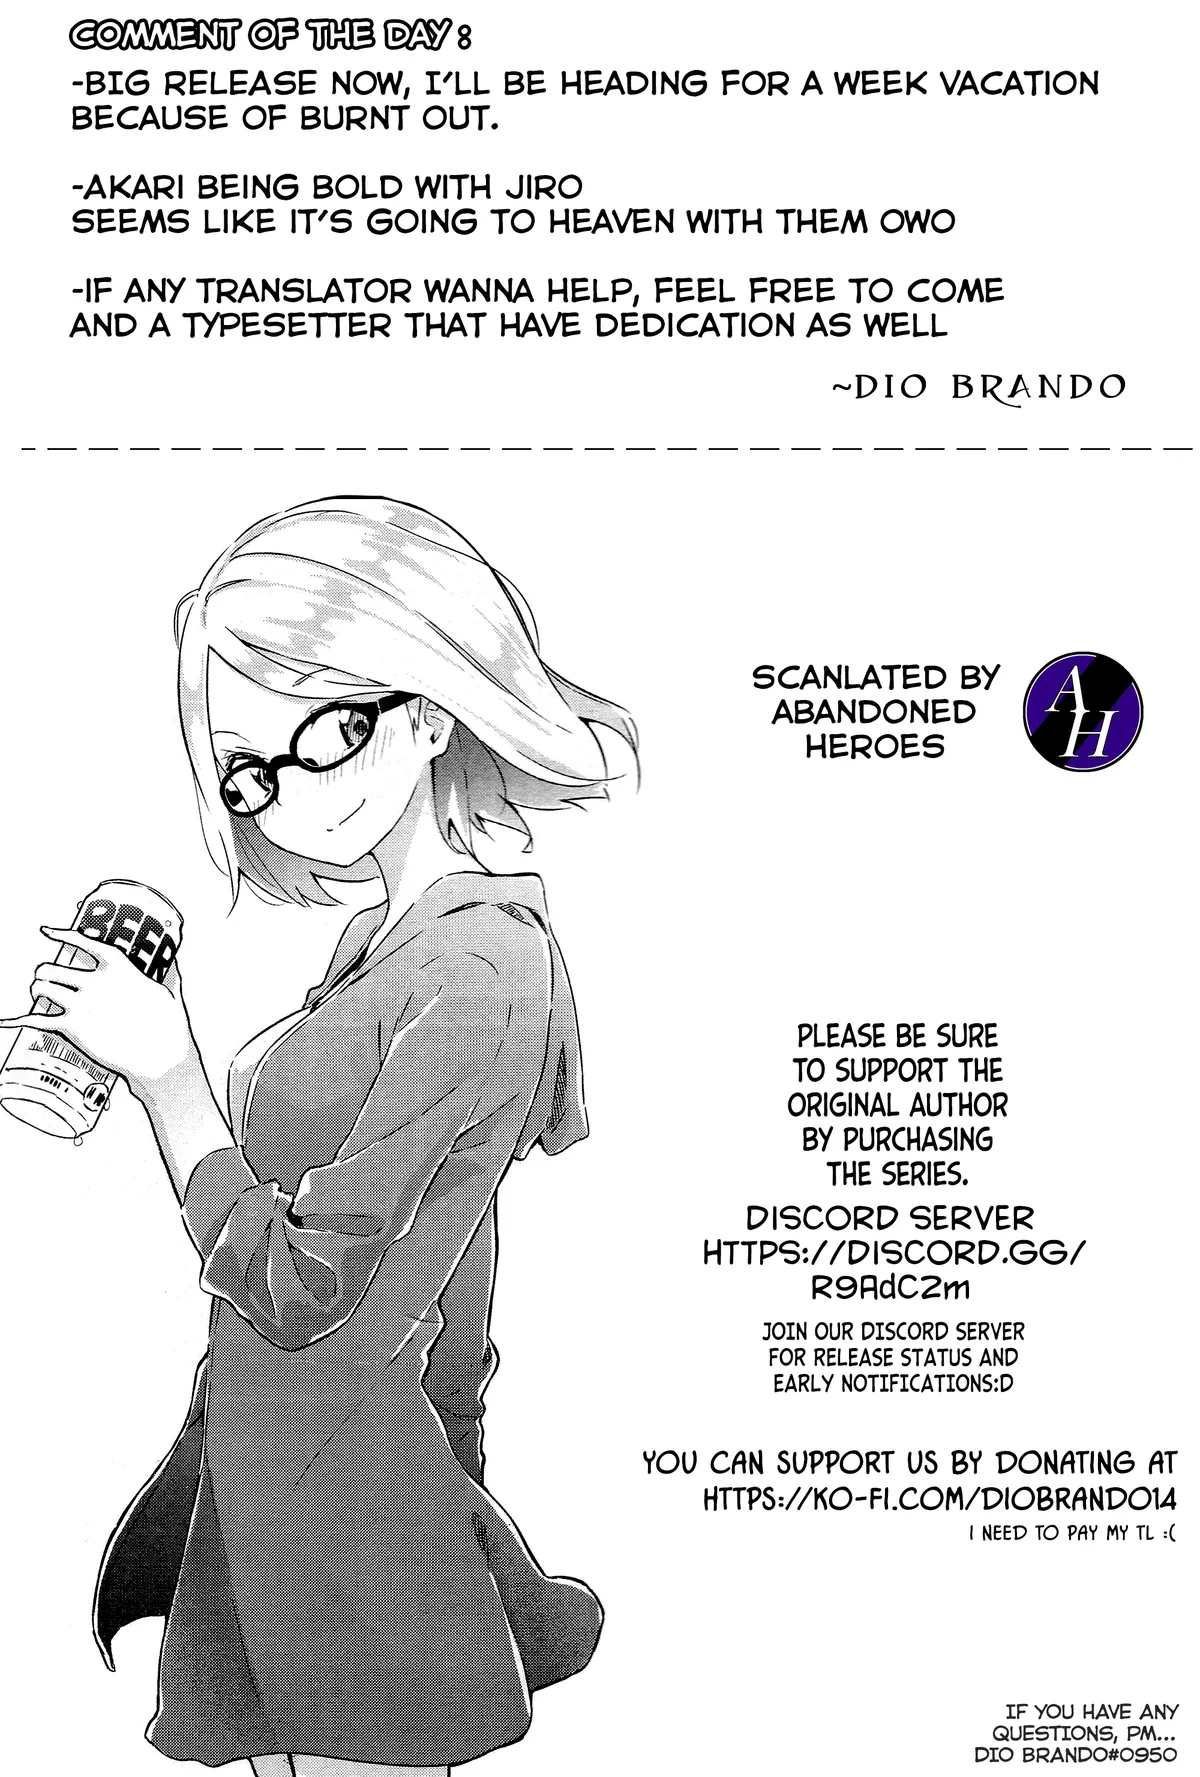 COMMENT OF THE DAY:
-BIG RELEASE NOW, I'LL BE HEADING FOR A WEEK VACATION
BECAUSE OF BURNT OUT.
-AKARI BEING BOLD WITH JIRO
SEEMS LIKE IT'S GOING TO HEAVEN WITH THEM OWO
-IF ANY TRANSLATOR WANNA HELP, FEEL FREE TO COME
AND A TYPESETTER THAT HAVE DEDICATION AS WELL
~DIO BRANDO
SCANLATED BY
ABANDONED
HEROES
AH
BEER
PLEASE BE SURE
TO SUPPORT THE
ORIGINAL AUTHOR
BY PURCHASING
THE SERIES.
DISCORD SERVER
HTTPS://DISCORD.GG/
R9AdC2m
JOIN OUR DISCORD SERVER
FOR RELEASE STATUS AND
EARLY NOTIFICATIONS:D
YOU CAN SUPPORT US BY DONATING AT
HTTPS://KO-FI.COM/DIOBRANDO14
I NEED TO PAY MY TL :(
IF YOU HAVE ANY
QUESTIONS, PM...
DIO BRANDO#0950